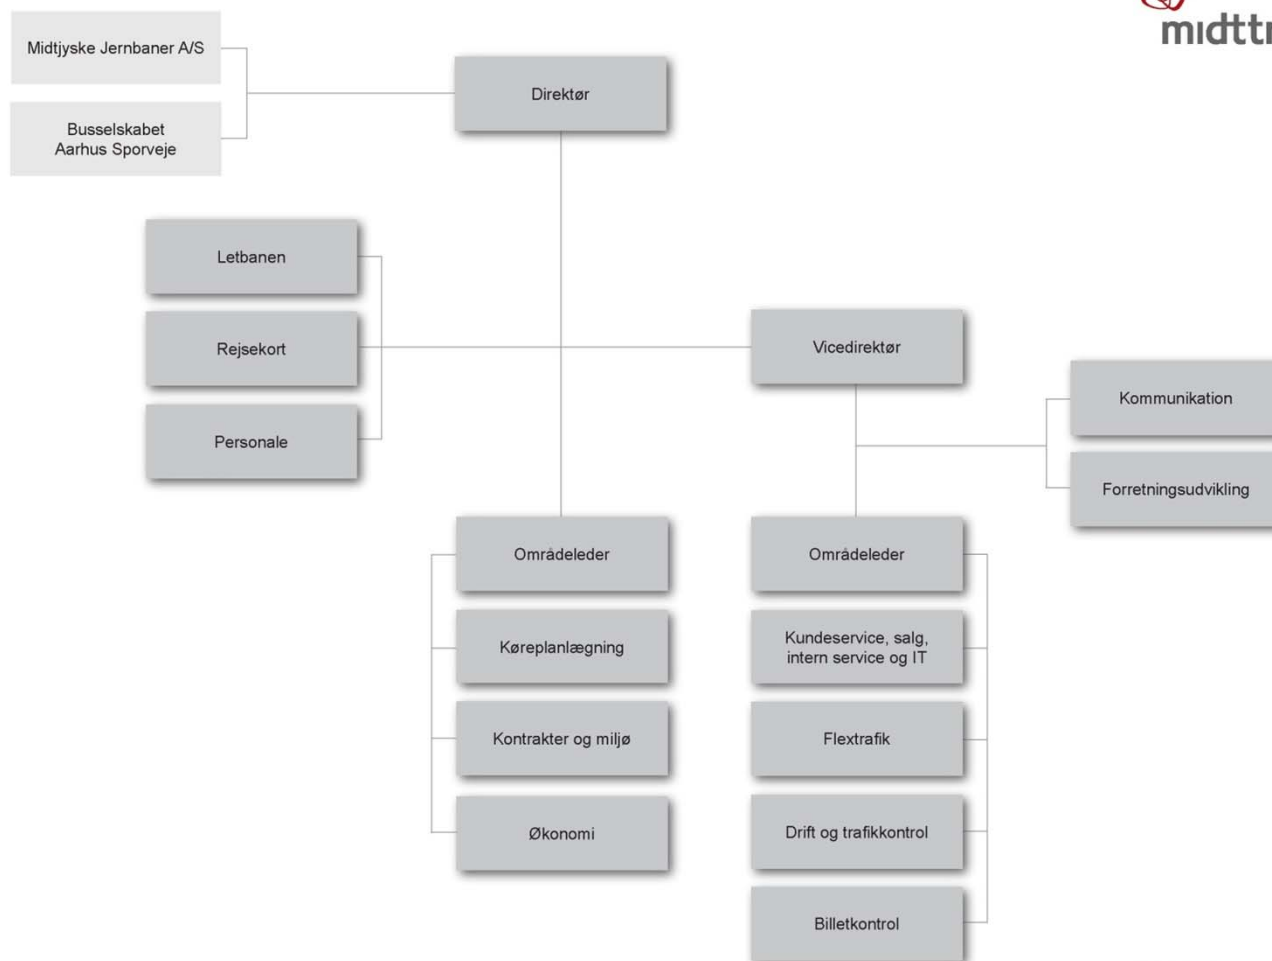 midttr
Midtjyske Jernbaner A/S
Direktør
Busselskabet
Aarhus Sporveje
Letbanen
Rejsekort
Personale
Vicedirektør
Kommunikation
Forretningsudvikling
Områdeleder
Køreplanlægning
Kontrakter og miljø
Økonomi
Områdeleder
Kundeservice, salg,
intern service og IT
Flextrafik
Drift og trafikkontrol
Billetkontrol